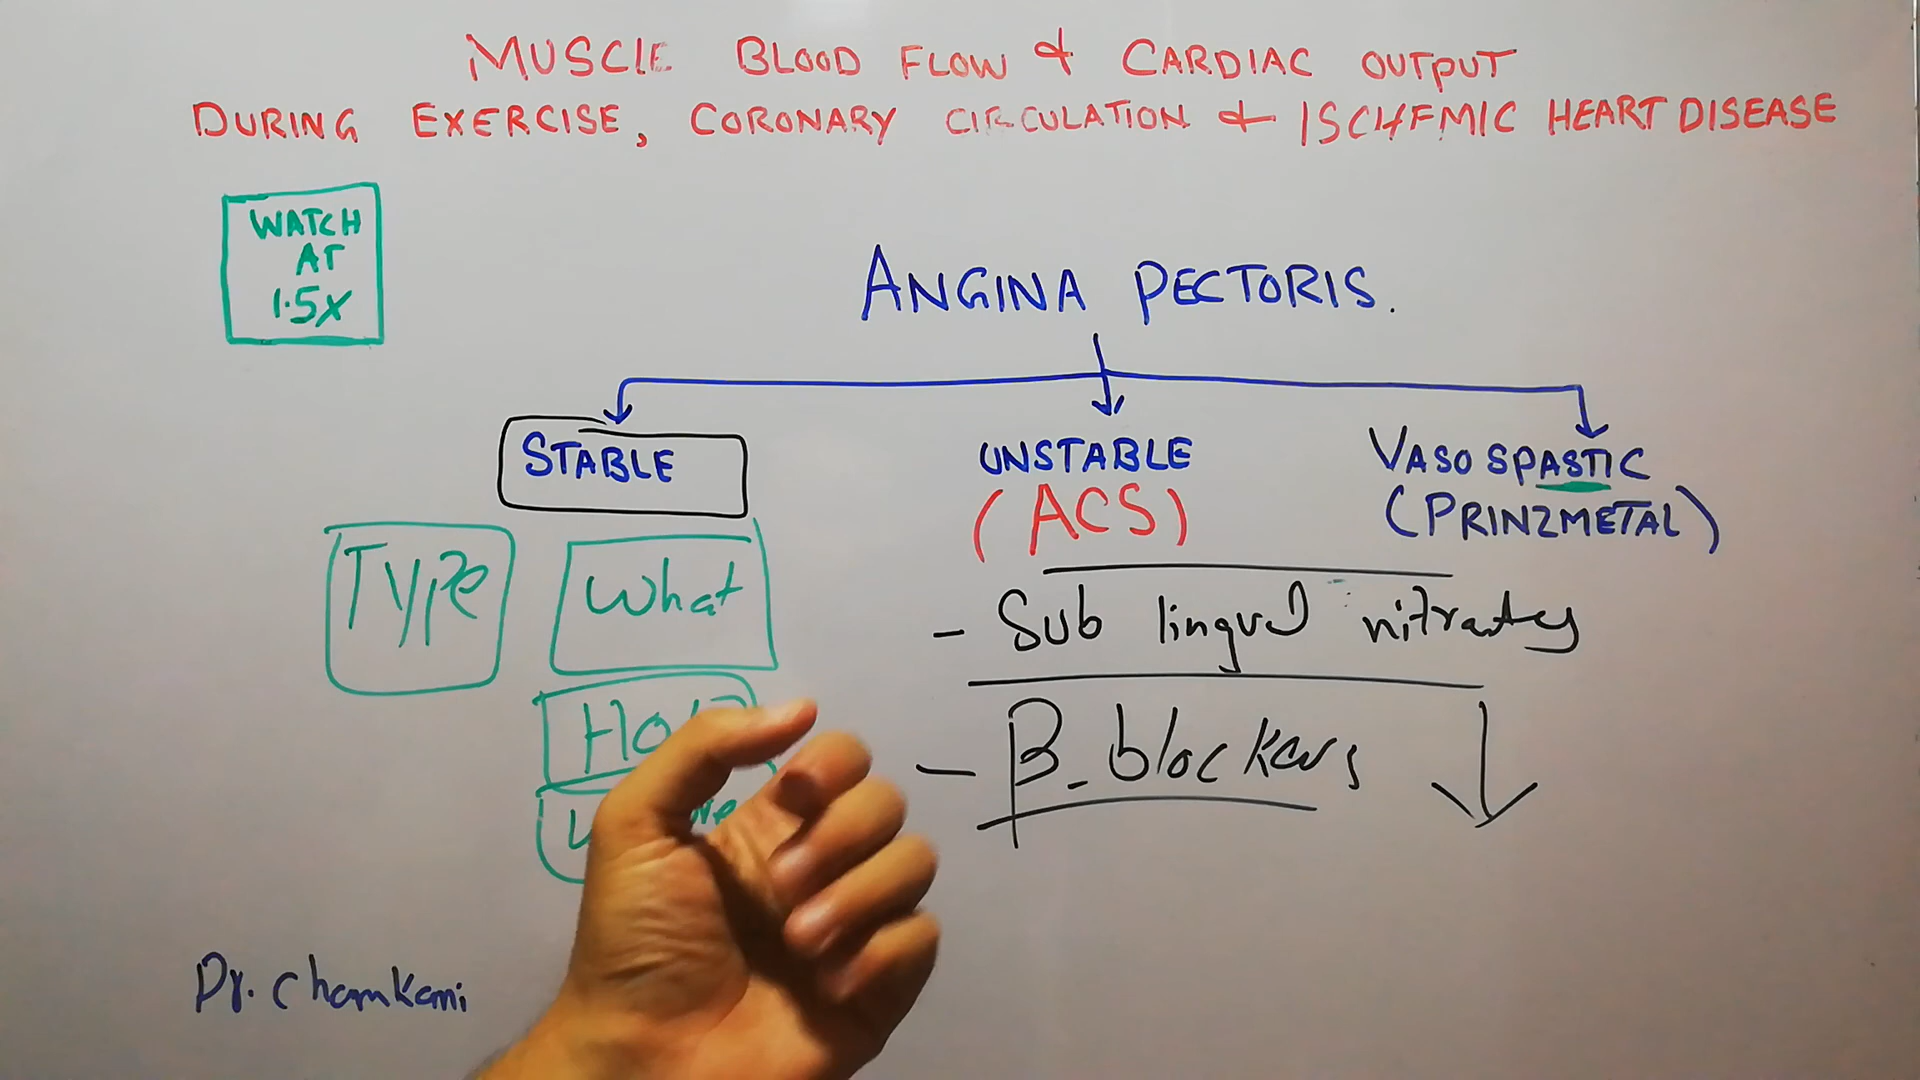 MUSCLE BLOOD FLOW & CARDIAC OUTPUT
DURING EXERCISE, CORONARY CIRCULATION & ISCHEMIC HEART DISEASE
WATCH
AT
1.5X
ANGINA PECTORIS.
STABLE
UNSTABLE
(ACS)
VASOSPASTIC
(PRINZMETAL)
TYPE
What
- Sub lingual nitrates
- β-blockers
Dr. Chamkani